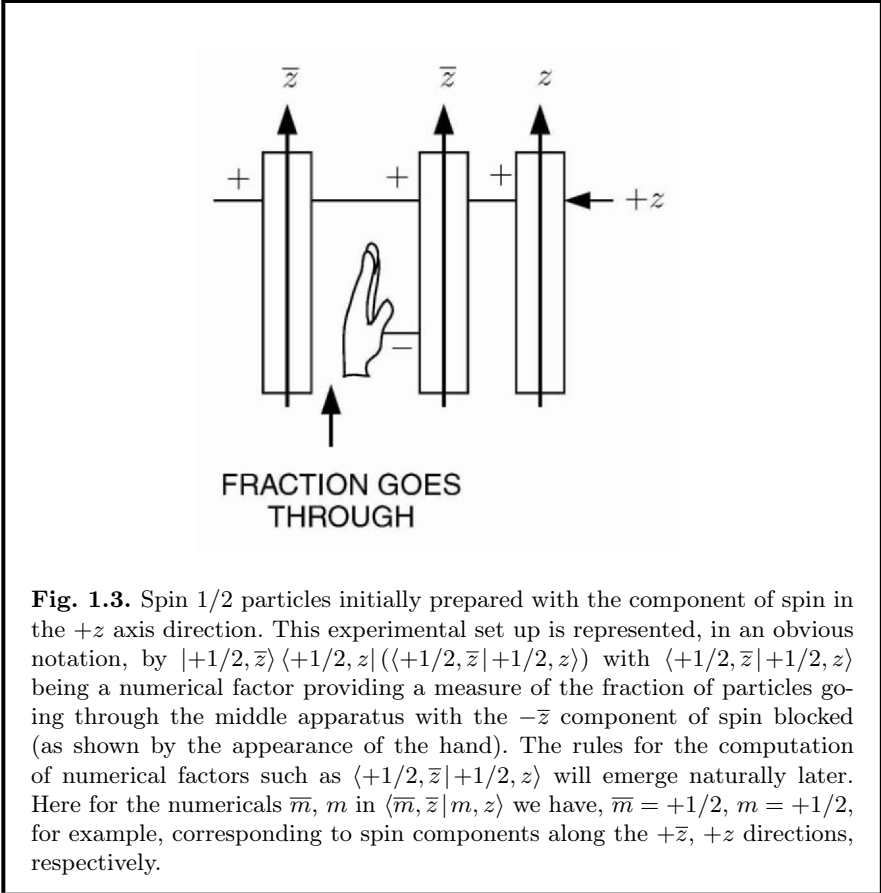 z̅ z̅ z
+ + + +z
−
FRACTION GOES
THROUGH
Fig. 1.3. Spin 1/2 particles initially prepared with the component of spin in
the +z axis direction. This experimental set up is represented, in an obvious
notation, by |+1/2, z̅⟩ ⟨+1/2, z| (⟨+1/2, z̅ | +1/2, z⟩) with ⟨+1/2, z̅ | +1/2, z⟩
being a numerical factor providing a measure of the fraction of particles go-
ing through the middle apparatus with the −z̅ component of spin blocked
(as shown by the appearance of the hand). The rules for the computation
of numerical factors such as ⟨+1/2, z̅ | +1/2, z⟩ will emerge naturally later.
Here for the numericals m̅, m in ⟨m̅, z̅ | m, z⟩ we have, m̅ = +1/2, m = +1/2,
for example, corresponding to spin components along the +z̅, +z directions,
respectively.